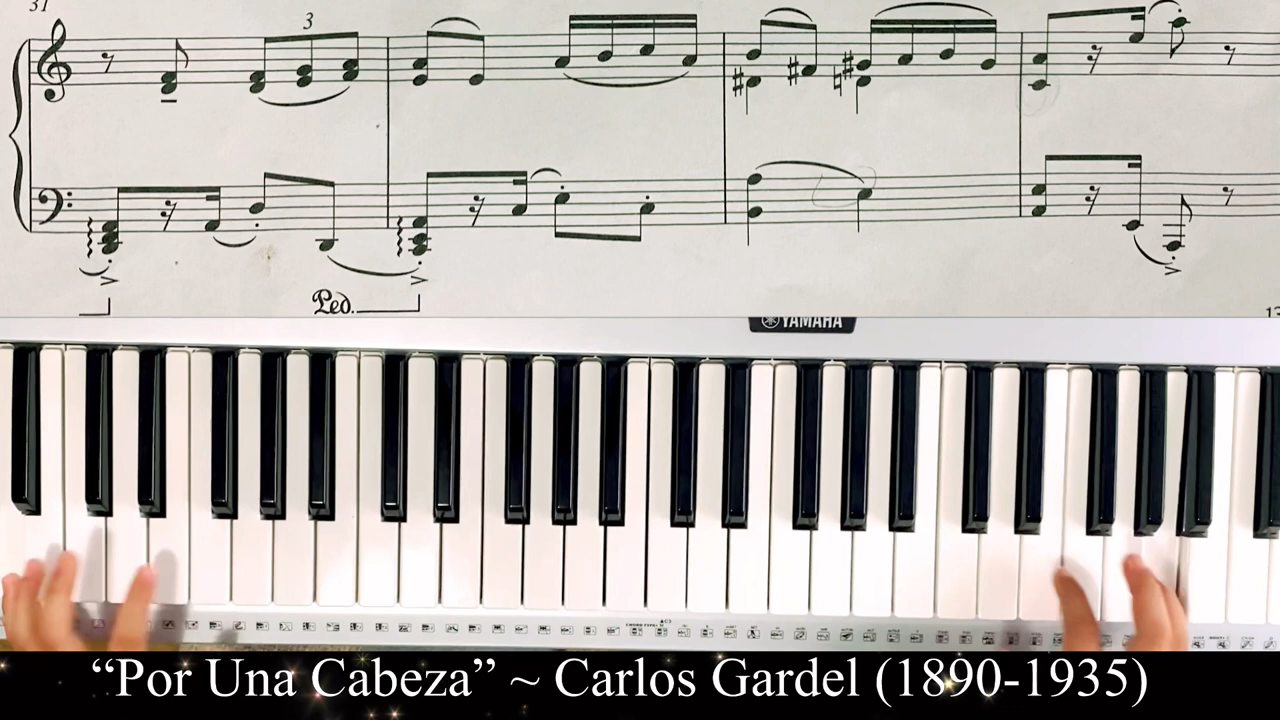 31
3
Ped.
YAMAHA
“Por Una Cabeza” ~ Carlos Gardel (1890-1935)